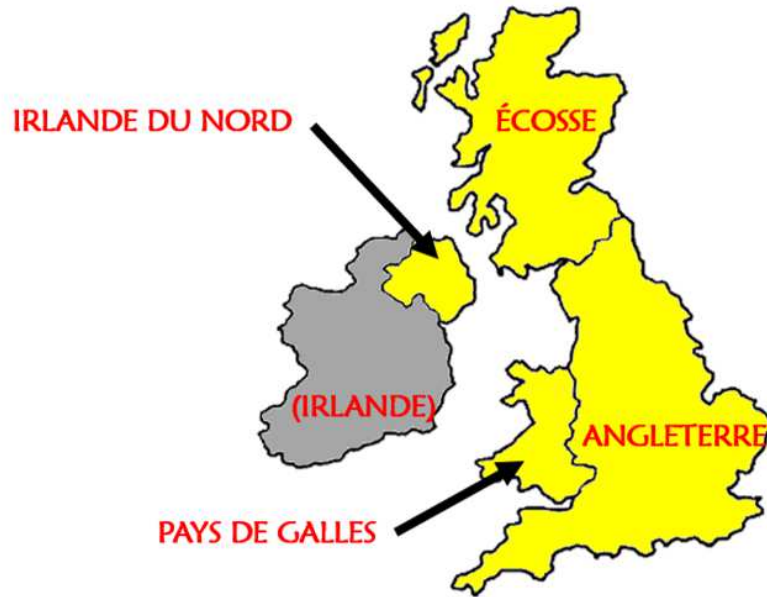 IRLANDE DU NORD
ÉCOSSE
(IRLANDE)
ANGLETERRE
PAYS DE GALLES